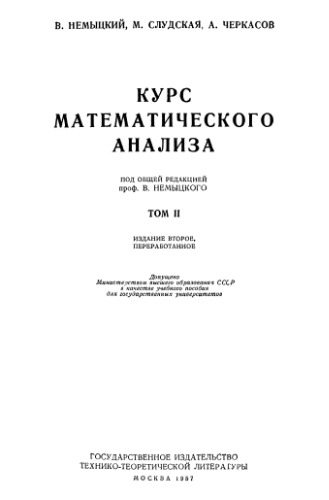 В. НЕМЫЦКИЙ, М. СЛУДСКАЯ, А. ЧЕРКАСОВ
КУРС
МАТЕМАТИЧЕСКОГО
АНАЛИЗА
ПОД ОБЩЕЙ РЕДАКЦИЕЙ
проф. В. НЕМЫЦКОГО
ТОМ II
ИЗДАНИЕ ВТОРОЕ,
ПЕРЕРАБОТАННОЕ
Допущено
Министерством высшего образования СССР
в качестве учебного пособия
для государственных университетов
ГОСУДАРСТВЕННОЕ ИЗДАТЕЛЬСТВО
ТЕХНИКО-ТЕОРЕТИЧЕСКОЙ ЛИТЕРАТУРЫ
МОСКВА 1957